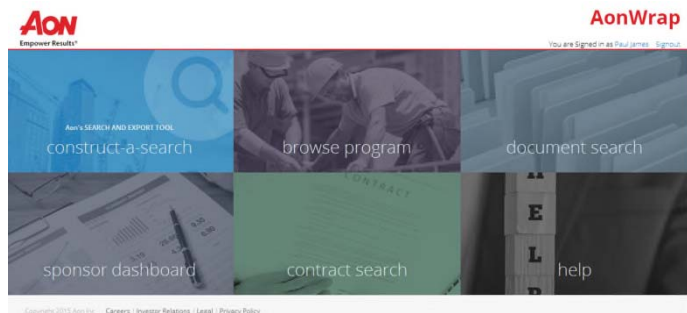 AON
Empower Results®
AonWrap
You are Signed in as Paul James Signout
Aon's SEARCH AND EXPORT TOOL
construct-a-search
browse program
document search
CONTRACT
sponsor dashboard
contract search
H
E
L
P
help
Copyright 2015 Aon Inc. Careers / Investor Relations / Legal / Privacy Policy